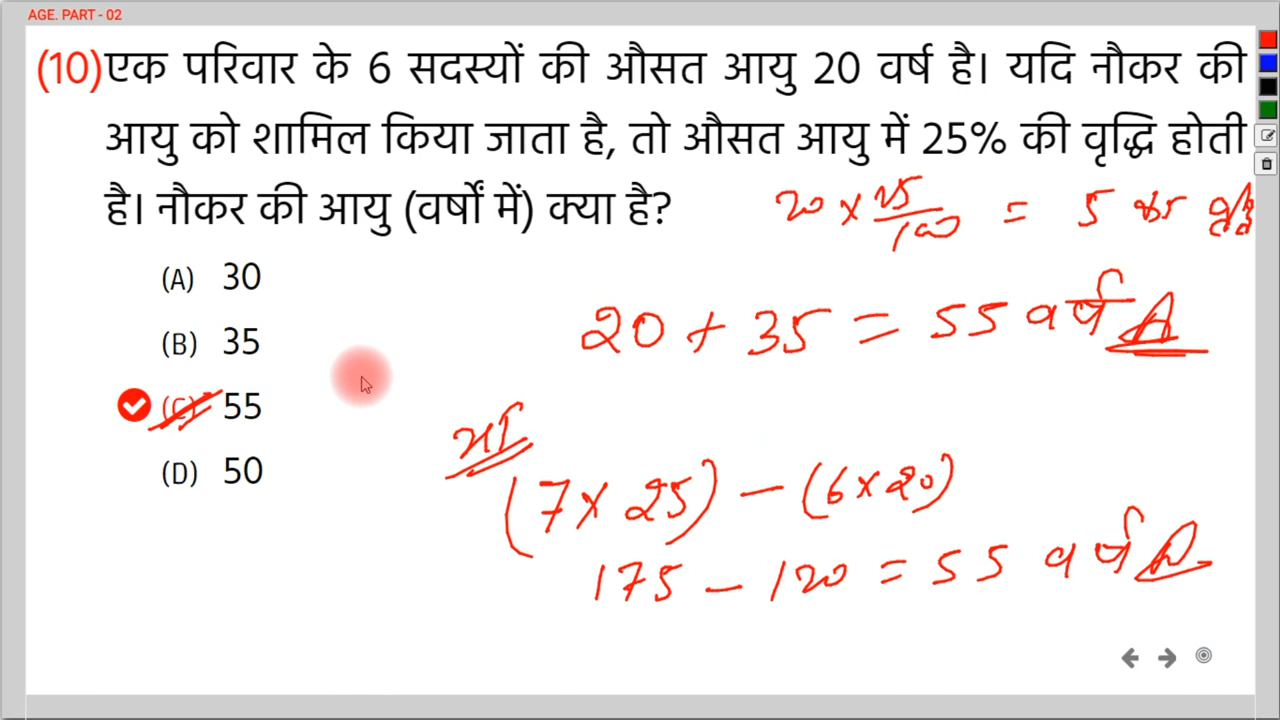 AGE. PART - 02
(10) एक परिवार के 6 सदस्यों की औसत आयु 20 वर्ष है। यदि नौकर की
आयु को शामिल किया जाता है, तो औसत आयु में 25% की वृद्धि होती
है। नौकर की आयु (वर्षों में) क्या है?
20 × 25/100 = 5
(A) 30
20 + 35 = 55 वर्ष A
(B) 35
(C) 55
(D) 50
(7 × 25) - (6 × 20)
175 - 120 = 55 वर्ष A